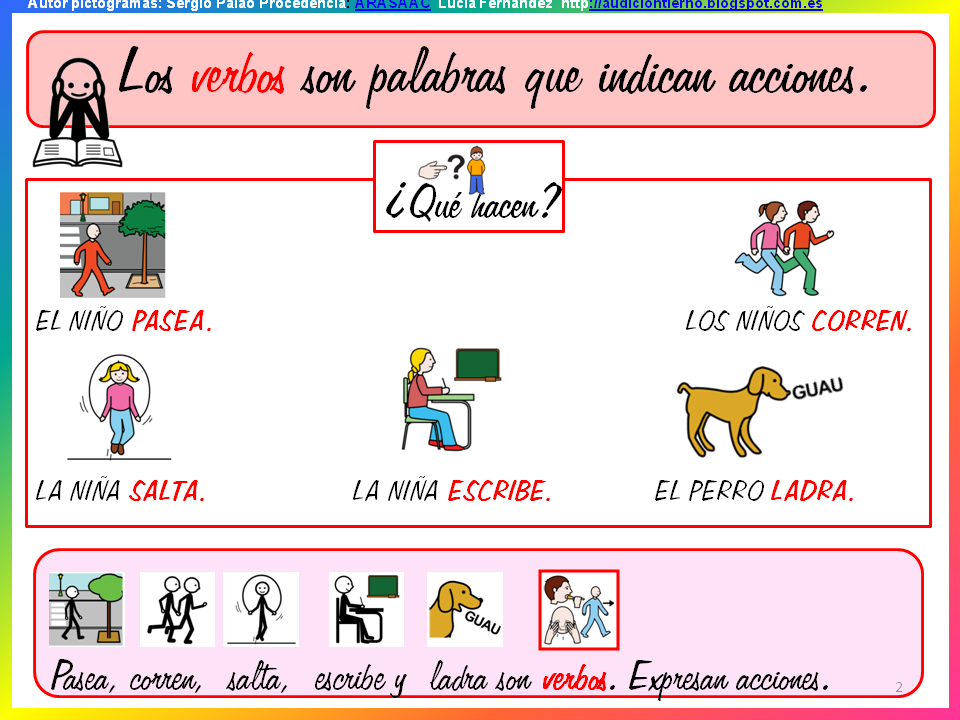 Autor pictogramas: Sergio Palao Procedencia: ARASAAC Lucía Fernández http://audiciontierno.blogspot.com.es
Los verbos son palabras que indican acciones.
?
¿Qué hacen?
EL NIÑO PASEA.
LOS NIÑOS CORREN.
GUAU
LA NIÑA SALTA.
LA NIÑA ESCRIBE.
EL PERRO LADRA.
GUAU
Pasea, corren, salta, escribe y ladra son verbos. Expresan acciones.
2